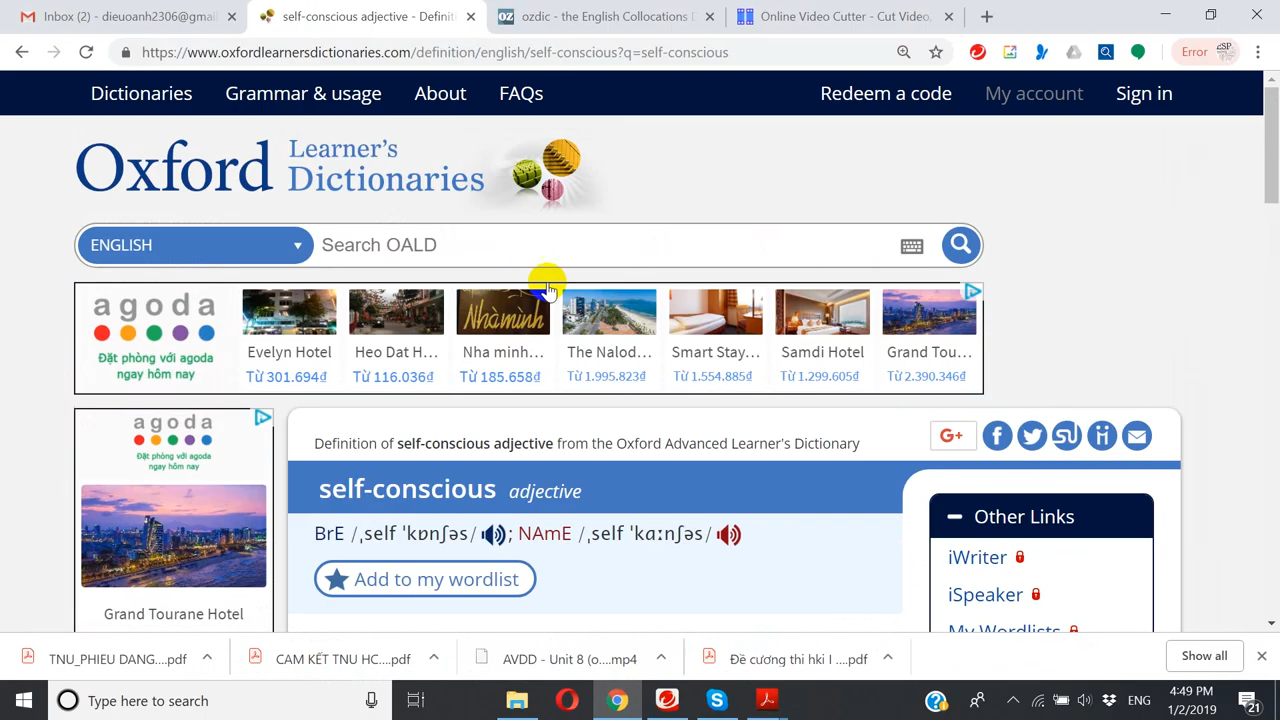 Inbox (2) - dieuoanh2306@gmai
self-conscious adjective - Definiti
ozdic - the English Collocations D
Online Video Cutter - Cut Video,
https://www.oxfordlearnersdictionaries.com/definition/english/self-conscious?q=self-conscious
Error
Dictionaries Grammar & usage About FAQs Redeem a code My account Sign in
Oxford Learner's Dictionaries
ENGLISH Search OALD
agoda
Đặt phòng với agoda
ngay hôm nay
Evelyn Hotel Heo Dat H... Nha minh... The Nalod... Smart Stay... Samdi Hotel Grand Tou...
Từ 301.694₫ Từ 116.036₫ Từ 185.658₫ Từ 1.995.823₫ Từ 1.554.885₫ Từ 1.299.605₫ Từ 2.390.346₫
Nhà mình
agoda
Đặt phòng với agoda
ngay hôm nay
Grand Tourane Hotel
Definition of self-conscious adjective from the Oxford Advanced Learner's Dictionary
G+
self-conscious adjective
BrE /ˌself ˈkɒnʃəs/ ; NAmE /ˌself ˈkɑːnʃəs/
Add to my wordlist
Other Links
iWriter
iSpeaker
My Wordlists
TNU_PHIEU DANG....pdf
CAM KẾT TNU HC....pdf
AVDD - Unit 8 (o....mp4
Đề cương thi hki I ....pdf
Show all
Type here to search
ENG
4:49 PM
1/2/2019
21